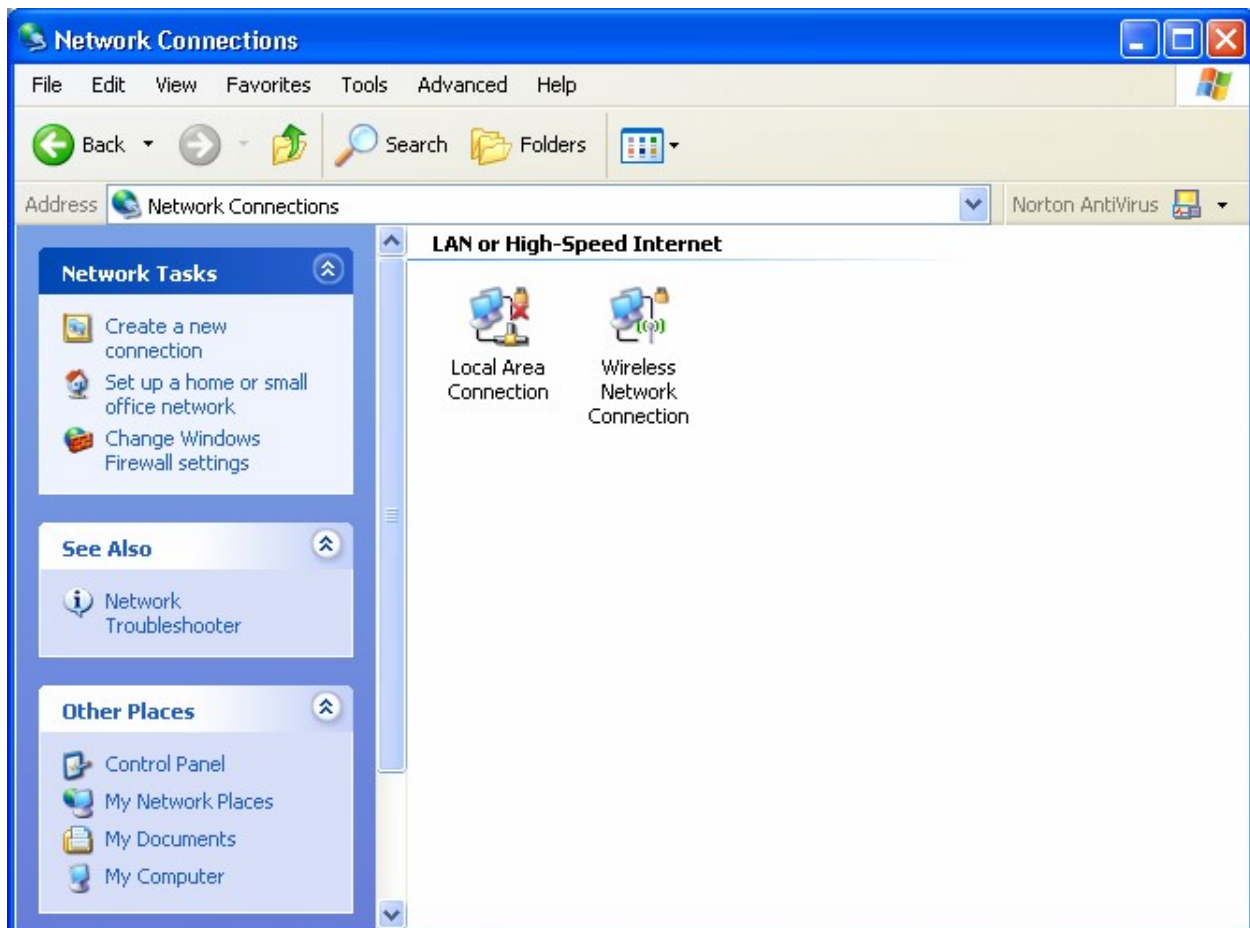 Network Connections
File Edit View Favorites Tools Advanced Help
Back Search Folders
Address Network Connections Norton AntiVirus
Network Tasks
Create a new
connection
Set up a home or small
office network
Change Windows
Firewall settings
See Also
Network
Troubleshooter
Other Places
Control Panel
My Network Places
My Documents
My Computer
LAN or High-Speed Internet
Local Area
Connection
Wireless
Network
Connection